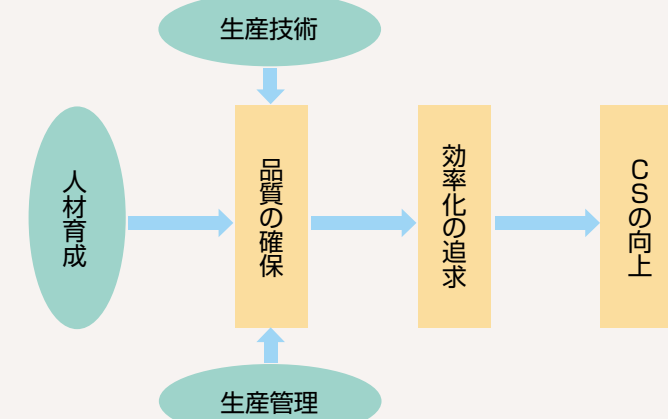 生産技術
人材育成
品質の確保
効率化の追求
CSの向上
生産管理